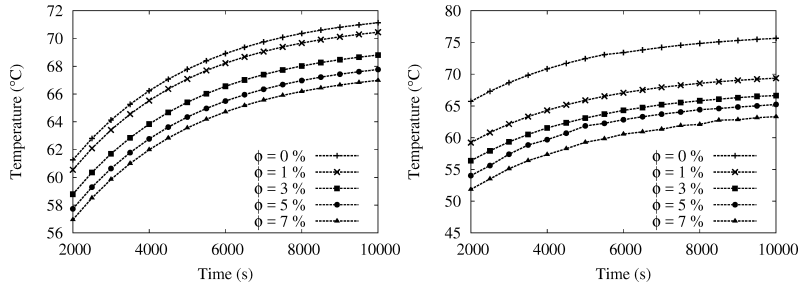 72
70
68
66
64
62
60
58
56
Temperature (°C)
ϕ = 0 %
ϕ = 1 %
ϕ = 3 %
ϕ = 5 %
ϕ = 7 %
2000 4000 6000 8000 10000
Time (s)
80
75
70
65
60
55
50
45
Temperature (°C)
ϕ = 0 %
ϕ = 1 %
ϕ = 3 %
ϕ = 5 %
ϕ = 7 %
2000 4000 6000 8000 10000
Time (s)